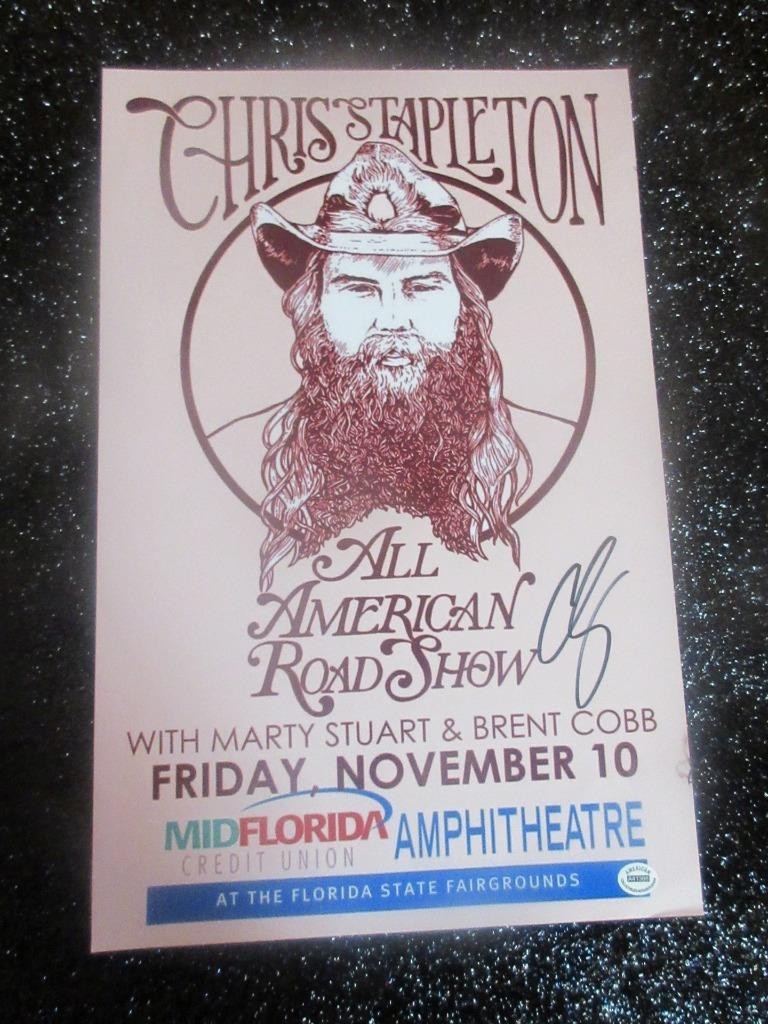 CHRIS STAPLETON
ALL
AMERICAN
ROAD SHOW
WITH MARTY STUART & BRENT COBB
FRIDAY, NOVEMBER 10
MIDFLORIDA AMPHITHEATRE
CREDIT UNION
AT THE FLORIDA STATE FAIRGROUNDS
AMERICAN